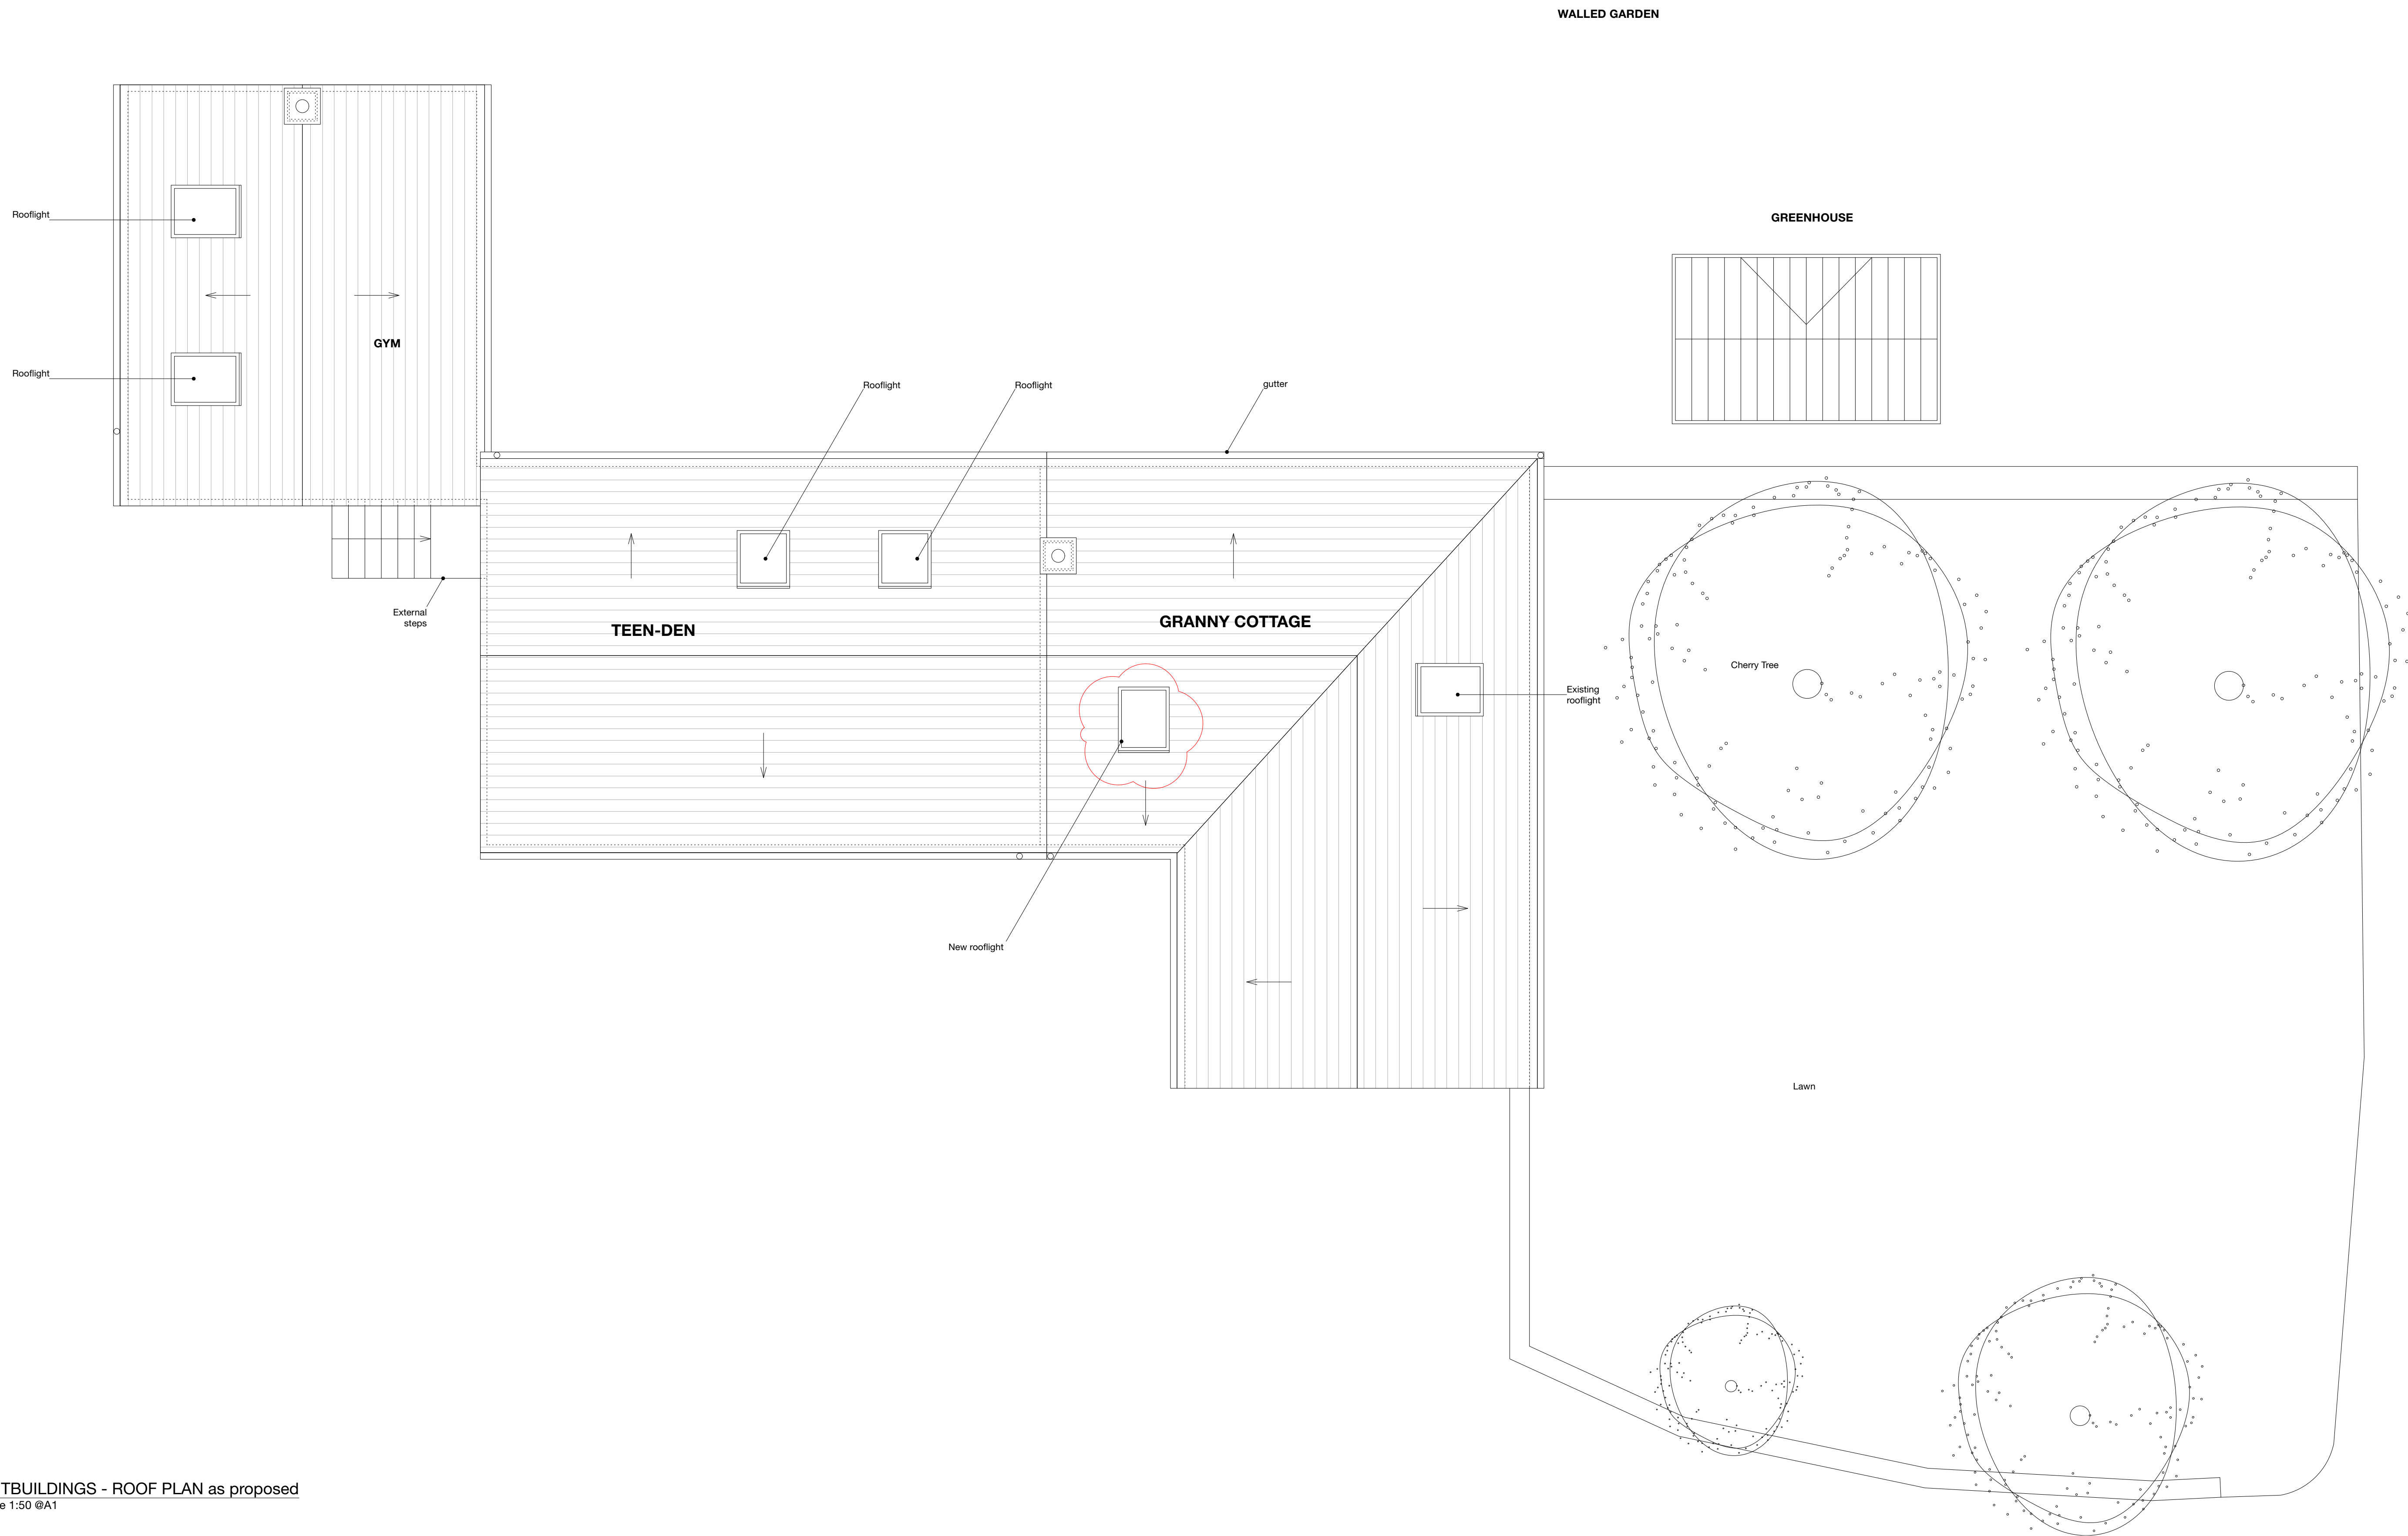 WALLED GARDEN
Rooflight
GREENHOUSE
GYM
Rooflight
Rooflight
Rooflight
gutter
External
steps
TEEN-DEN
GRANNY COTTAGE
Cherry Tree
Existing
rooflight
New rooflight
Lawn
TBUILDINGS - ROOF PLAN as proposed
e 1:50 @A1